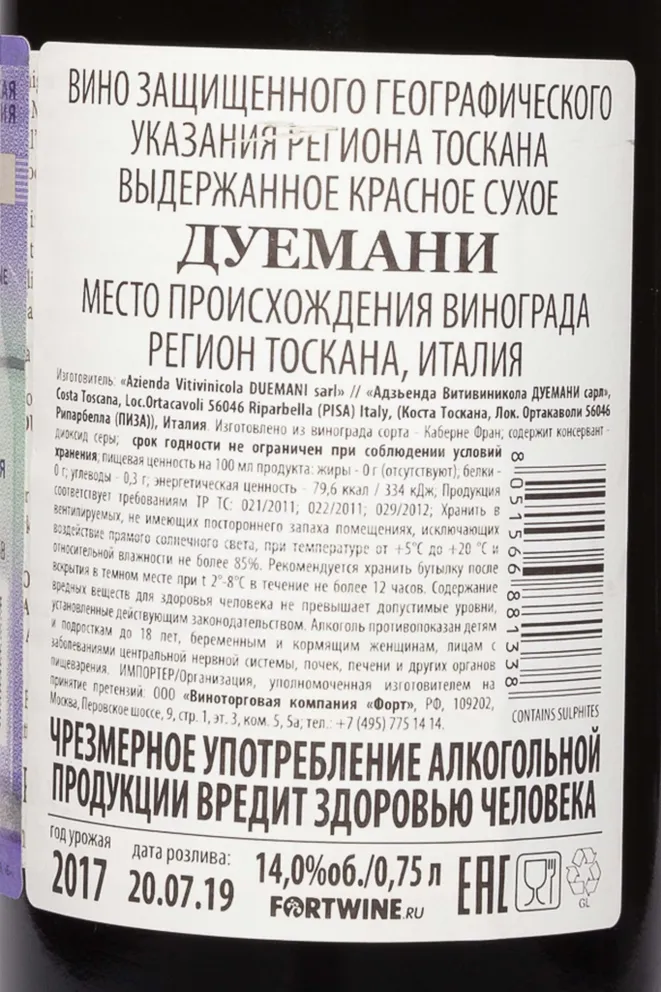 ВИНО ЗАЩИЩЕННОГО ГЕОГРАФИЧЕСКОГО
УКАЗАНИЯ РЕГИОНА ТОСКАНА
ВЫДЕРЖАННОЕ КРАСНОЕ СУХОЕ
ДУЕМАНИ
МЕСТО ПРОИСХОЖДЕНИЯ ВИНОГРАДА
РЕГИОН ТОСКАНА, ИТАЛИЯ
Изготовитель: «Azienda Vitivinicola DUEMANI sarl» // «Адзьенда Витивиникола ДУЕМАНИ сарл»,
Costa Toscana, Loc.Ortacavoli 56046 Riparbella (PISA) Italy, (Коста Тоскана, Лок. Ортакаволи 56046
Рипарбелла (ПИЗА)), Италия. Изготовлено из винограда сорта - Каберне Фран; содержит консервант -
диоксид серы; срок годности не ограничен при соблюдении условий
хранения; пищевая ценность на 100 мл продукта: жиры - 0 г (отсутствуют); белки -
0 г; углеводы - 0,3 г; энергетическая ценность - 79,6 ккал / 334 кДж; Продукция
соответствует требованиям ТР ТС: 021/2011; 022/2011; 029/2012; Хранить в
вентилируемых, не имеющих постороннего запаха помещениях, исключающих
воздействие прямого солнечного света, при температуре от +5°С до +20 °С и
относительной влажности не более 85%. Рекомендуется хранить бутылку после
вскрытия в темном месте при t 2°-8°С в течение не более 12 часов. Содержание
вредных веществ для здоровья человека не превышает допустимые уровни,
установленные действующим законодательством. Алкоголь противопоказан детям
и подросткам до 18 лет, беременным и кормящим женщинам, лицам с
заболеваниями центральной нервной системы, почек, печени и других органов
пищеварения. ИМПОРТЕР/Организация, уполномоченная изготовителем на
принятие претензий: ООО «Виноторговая компания «Форт», РФ, 109202,
Москва, Перовское шоссе, 9, стр. 1, эт. 3, ком. 5, 5а; тел.: +7 (495) 775 14 14.
8 051566 881338
CONTAINS SULPHITES
ЧРЕЗМЕРНОЕ УПОТРЕБЛЕНИЕ АЛКОГОЛЬНОЙ
ПРОДУКЦИИ ВРЕДИТ ЗДОРОВЬЮ ЧЕЛОВЕКА
год урожая
2017
дата розлива:
20.07.19
14,0%об./0,75 л
FORTWINE.RU
EAC
GL